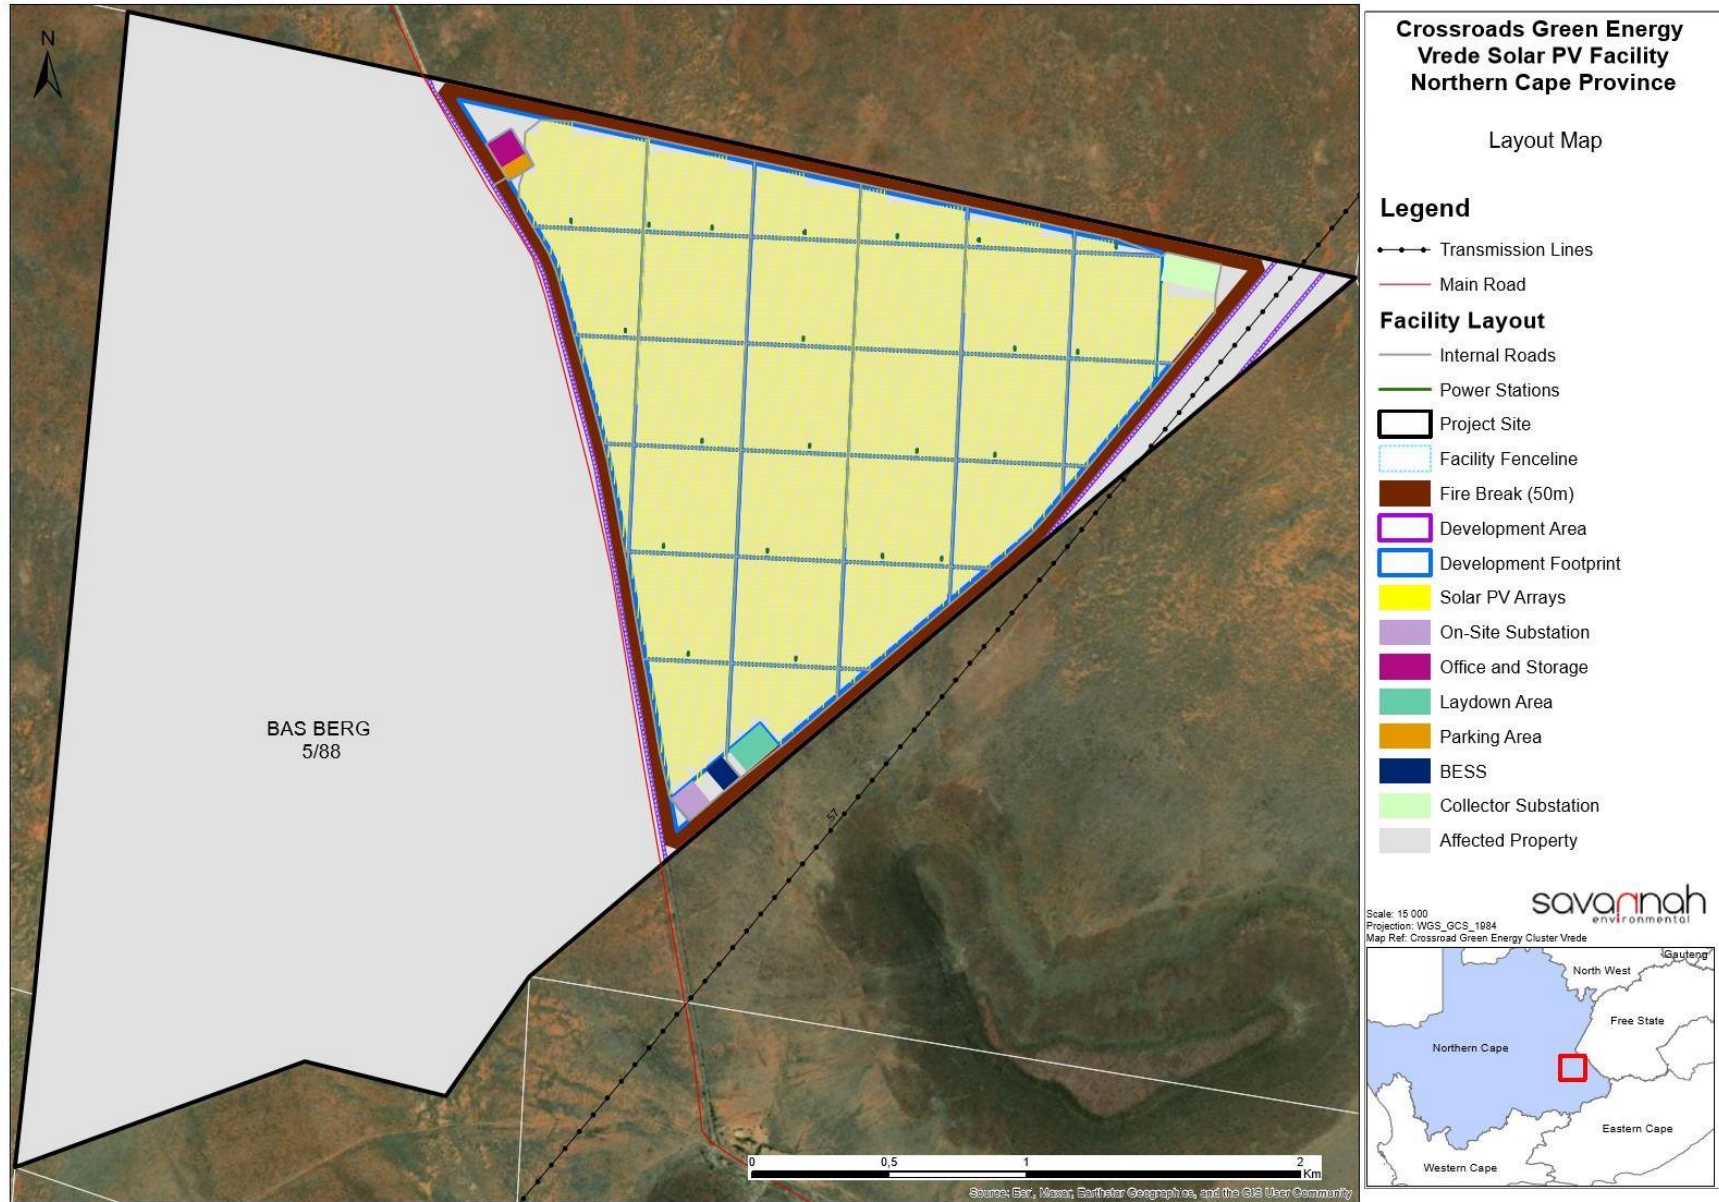 N
BAS BERG
5/88
57
0
0,5
1
2
Km
Source: Esri, Maxar, Earthstar Geographics, and the GIS User Community
Crossroads Green Energy
Vrede Solar PV Facility
Northern Cape Province
Layout Map
Legend
Transmission Lines
Main Road
Facility Layout
Internal Roads
Power Stations
Project Site
Facility Fenceline
Fire Break (50m)
Development Area
Development Footprint
Solar PV Arrays
On-Site Substation
Office and Storage
Laydown Area
Parking Area
BESS
Collector Substation
Affected Property
savannah
environmental
Scale: 15 000
Projection: WGS_GCS_1984
Map Ref: Crossroad Green Energy Cluster Vrede
Gauteng
North West
Free State
Northern Cape
Eastern Cape
Western Cape